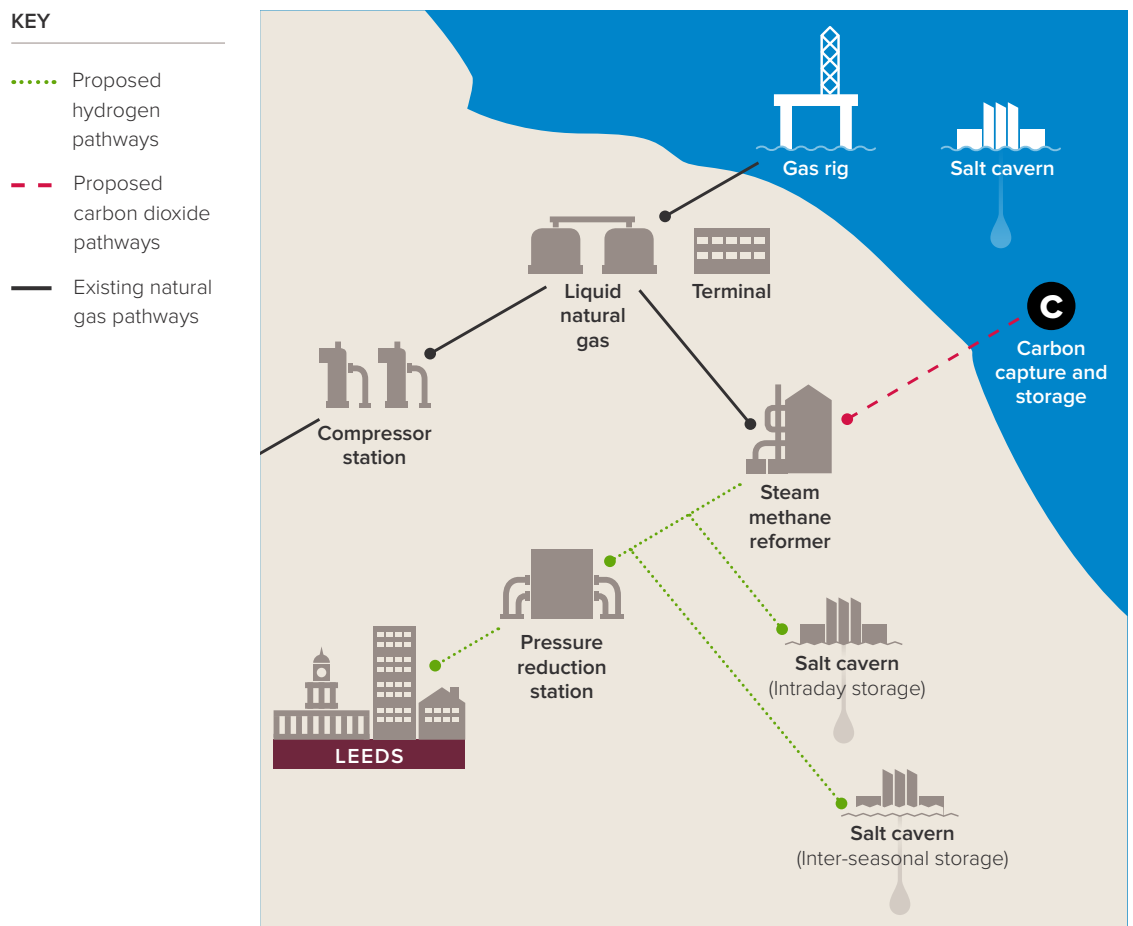 KEY
Proposed
hydrogen
pathways
Proposed
carbon dioxide
pathways
Existing natural
gas pathways
Gas rig
Salt cavern
Liquid
natural
gas
Terminal
C
Carbon
capture and
storage
Compressor
station
Steam
methane
reformer
Pressure
reduction
station
Salt cavern
(Intraday storage)
LEEDS
Salt cavern
(Inter-seasonal storage)